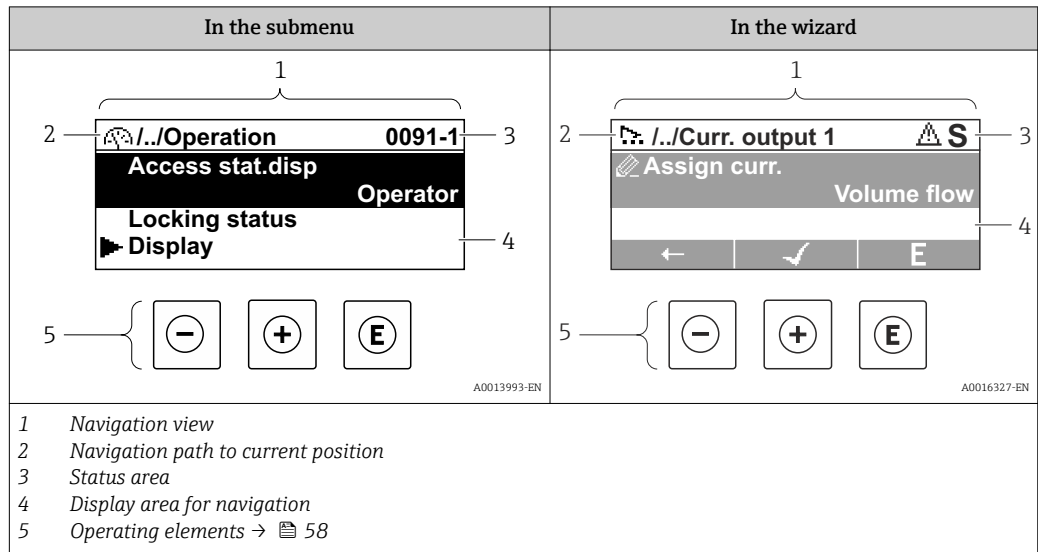 In the submenu
In the wizard
1
2
/../Operation 0091-1
3
Access stat.disp
Operator
Locking status
Display
4
5
- + E
A0013993-EN
1
2
/../Curr. output 1 S
3
Assign curr.
Volume flow
4
← ✓ E
5
- + E
A0016327-EN
1 Navigation view
2 Navigation path to current position
3 Status area
4 Display area for navigation
5 Operating elements → 58